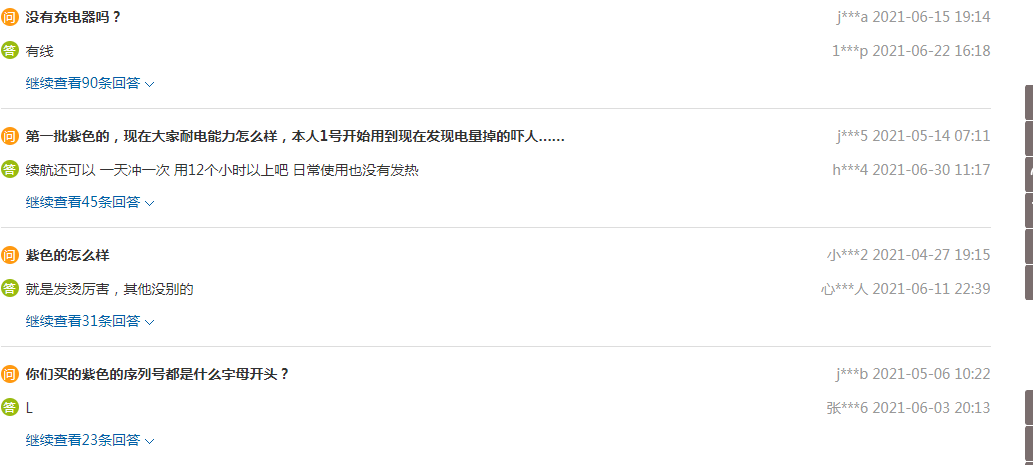 问 没有充电器吗？ j***a 2021-06-15 19:14
答 有线 1***p 2021-06-22 16:18
继续查看90条回答
问 第一批紫色的，现在大家耐电能力怎么样，本人1号开始用到现在发现电量掉的吓人…… j***5 2021-05-14 07:11
答 续航还可以 一天冲一次 用12个小时以上吧 日常使用也没有发热 h***4 2021-06-30 11:17
继续查看45条回答
问 紫色的怎么样 小***2 2021-04-27 19:15
答 就是发烫厉害，其他没别的 心***人 2021-06-11 22:39
继续查看31条回答
问 你们买的紫色的序列号都是什么字母开头？ j***b 2021-05-06 10:22
答 L 张***6 2021-06-03 20:13
继续查看23条回答